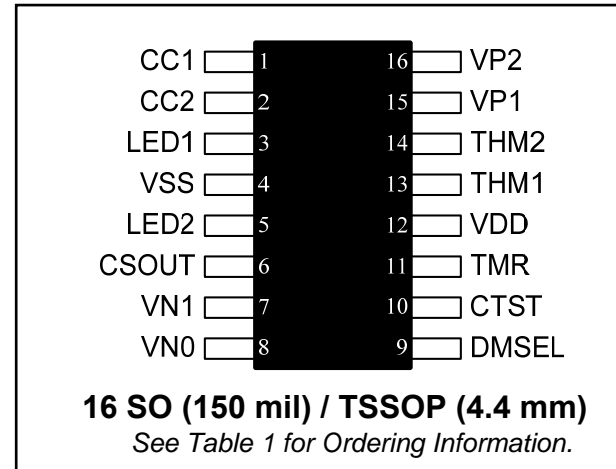 CC1 1 16 VP2
CC2 2 15 VP1
LED1 3 14 THM2
VSS 4 13 THM1
LED2 5 12 VDD
CSOUT 6 11 TMR
VN1 7 10 CTST
VN0 8 9 DMSEL
16 SO (150 mil) / TSSOP (4.4 mm)
See Table 1 for Ordering Information.